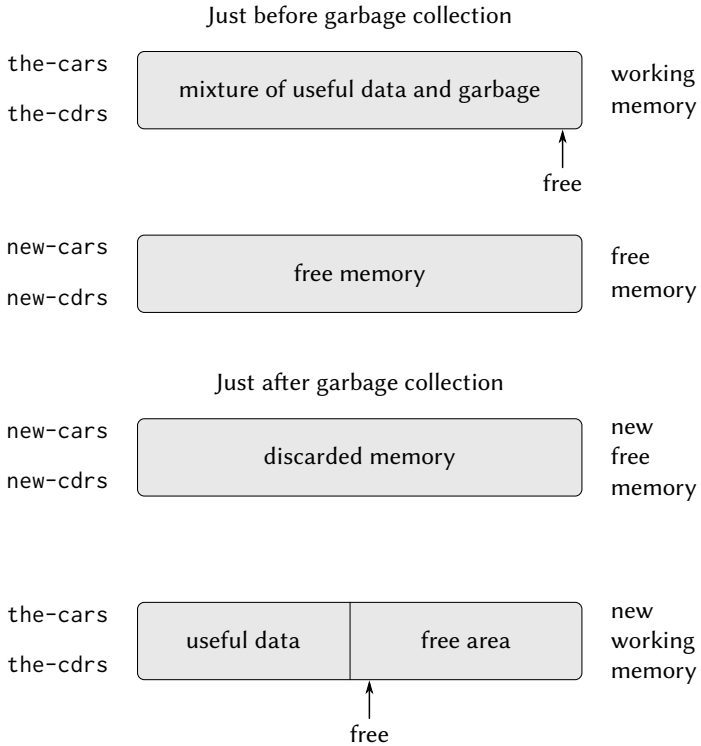 Just before garbage collection
the-cars
the-cdrs
mixture of useful data and garbage
working
memory
free
new-cars
new-cdrs
free memory
free
memory
Just after garbage collection
new-cars
new-cdrs
discarded memory
new
free
memory
the-cars
the-cdrs
useful data
free area
new
working
memory
free